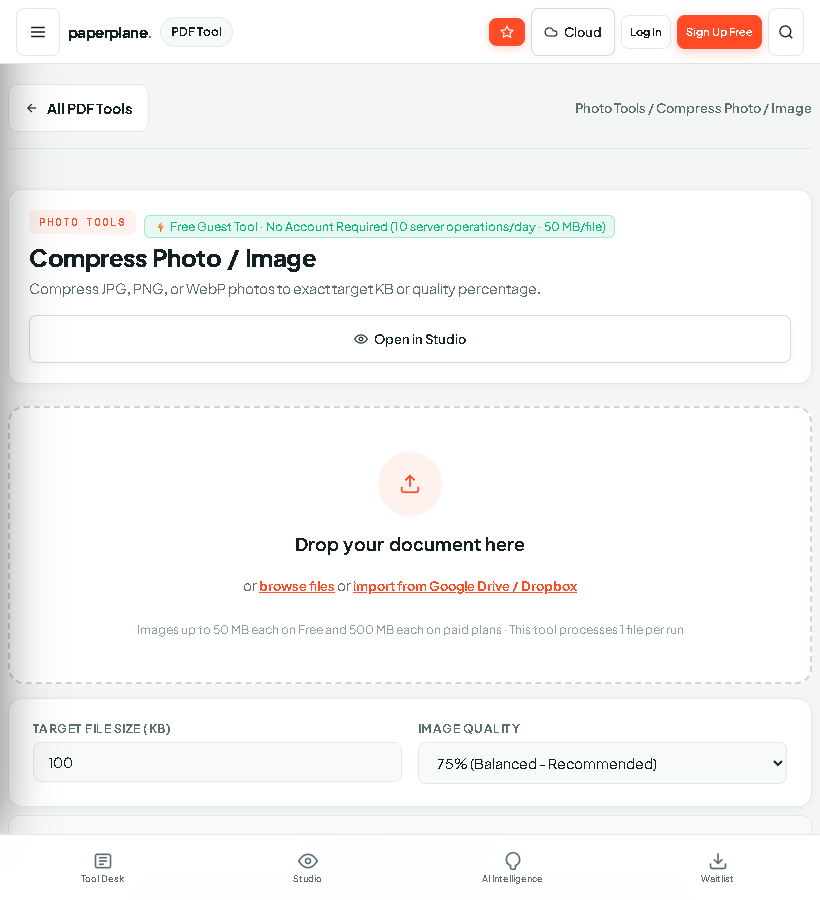 paperplane.
PDF Tool
Cloud
Log In
Sign Up Free
All PDF Tools
Photo Tools / Compress Photo / Image
PHOTO TOOLS
Free Guest Tool · No Account Required (10 server operations/day · 50 MB/file)
Compress Photo / Image
Compress JPG, PNG, or WebP photos to exact target KB or quality percentage.
Open in Studio
Drop your document here
or browse files or import from Google Drive / Dropbox
Images up to 50 MB each on Free and 500 MB each on paid plans · This tool processes 1 file per run
TARGET FILE SIZE (KB)
IMAGE QUALITY
100
75% (Balanced - Recommended)
Tool Desk
Studio
AI Intelligence
Waitlist